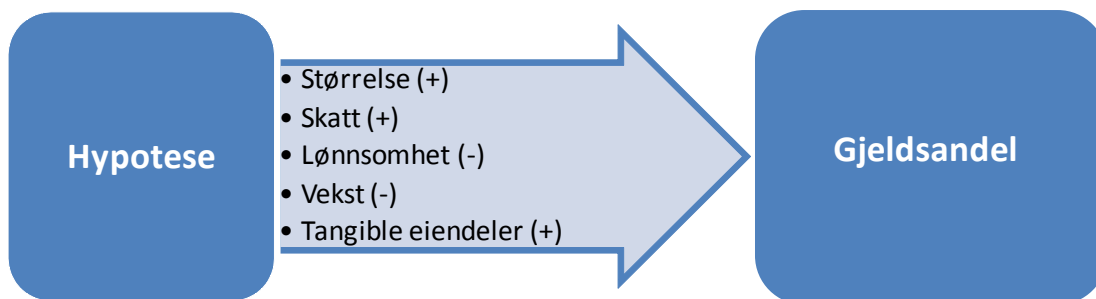 Hypotese
• Størrelse (+)
• Skatt (+)
• Lønnsomhet (-)
• Vekst (-)
• Tangible eiendeler (+)
Gjeldsandel